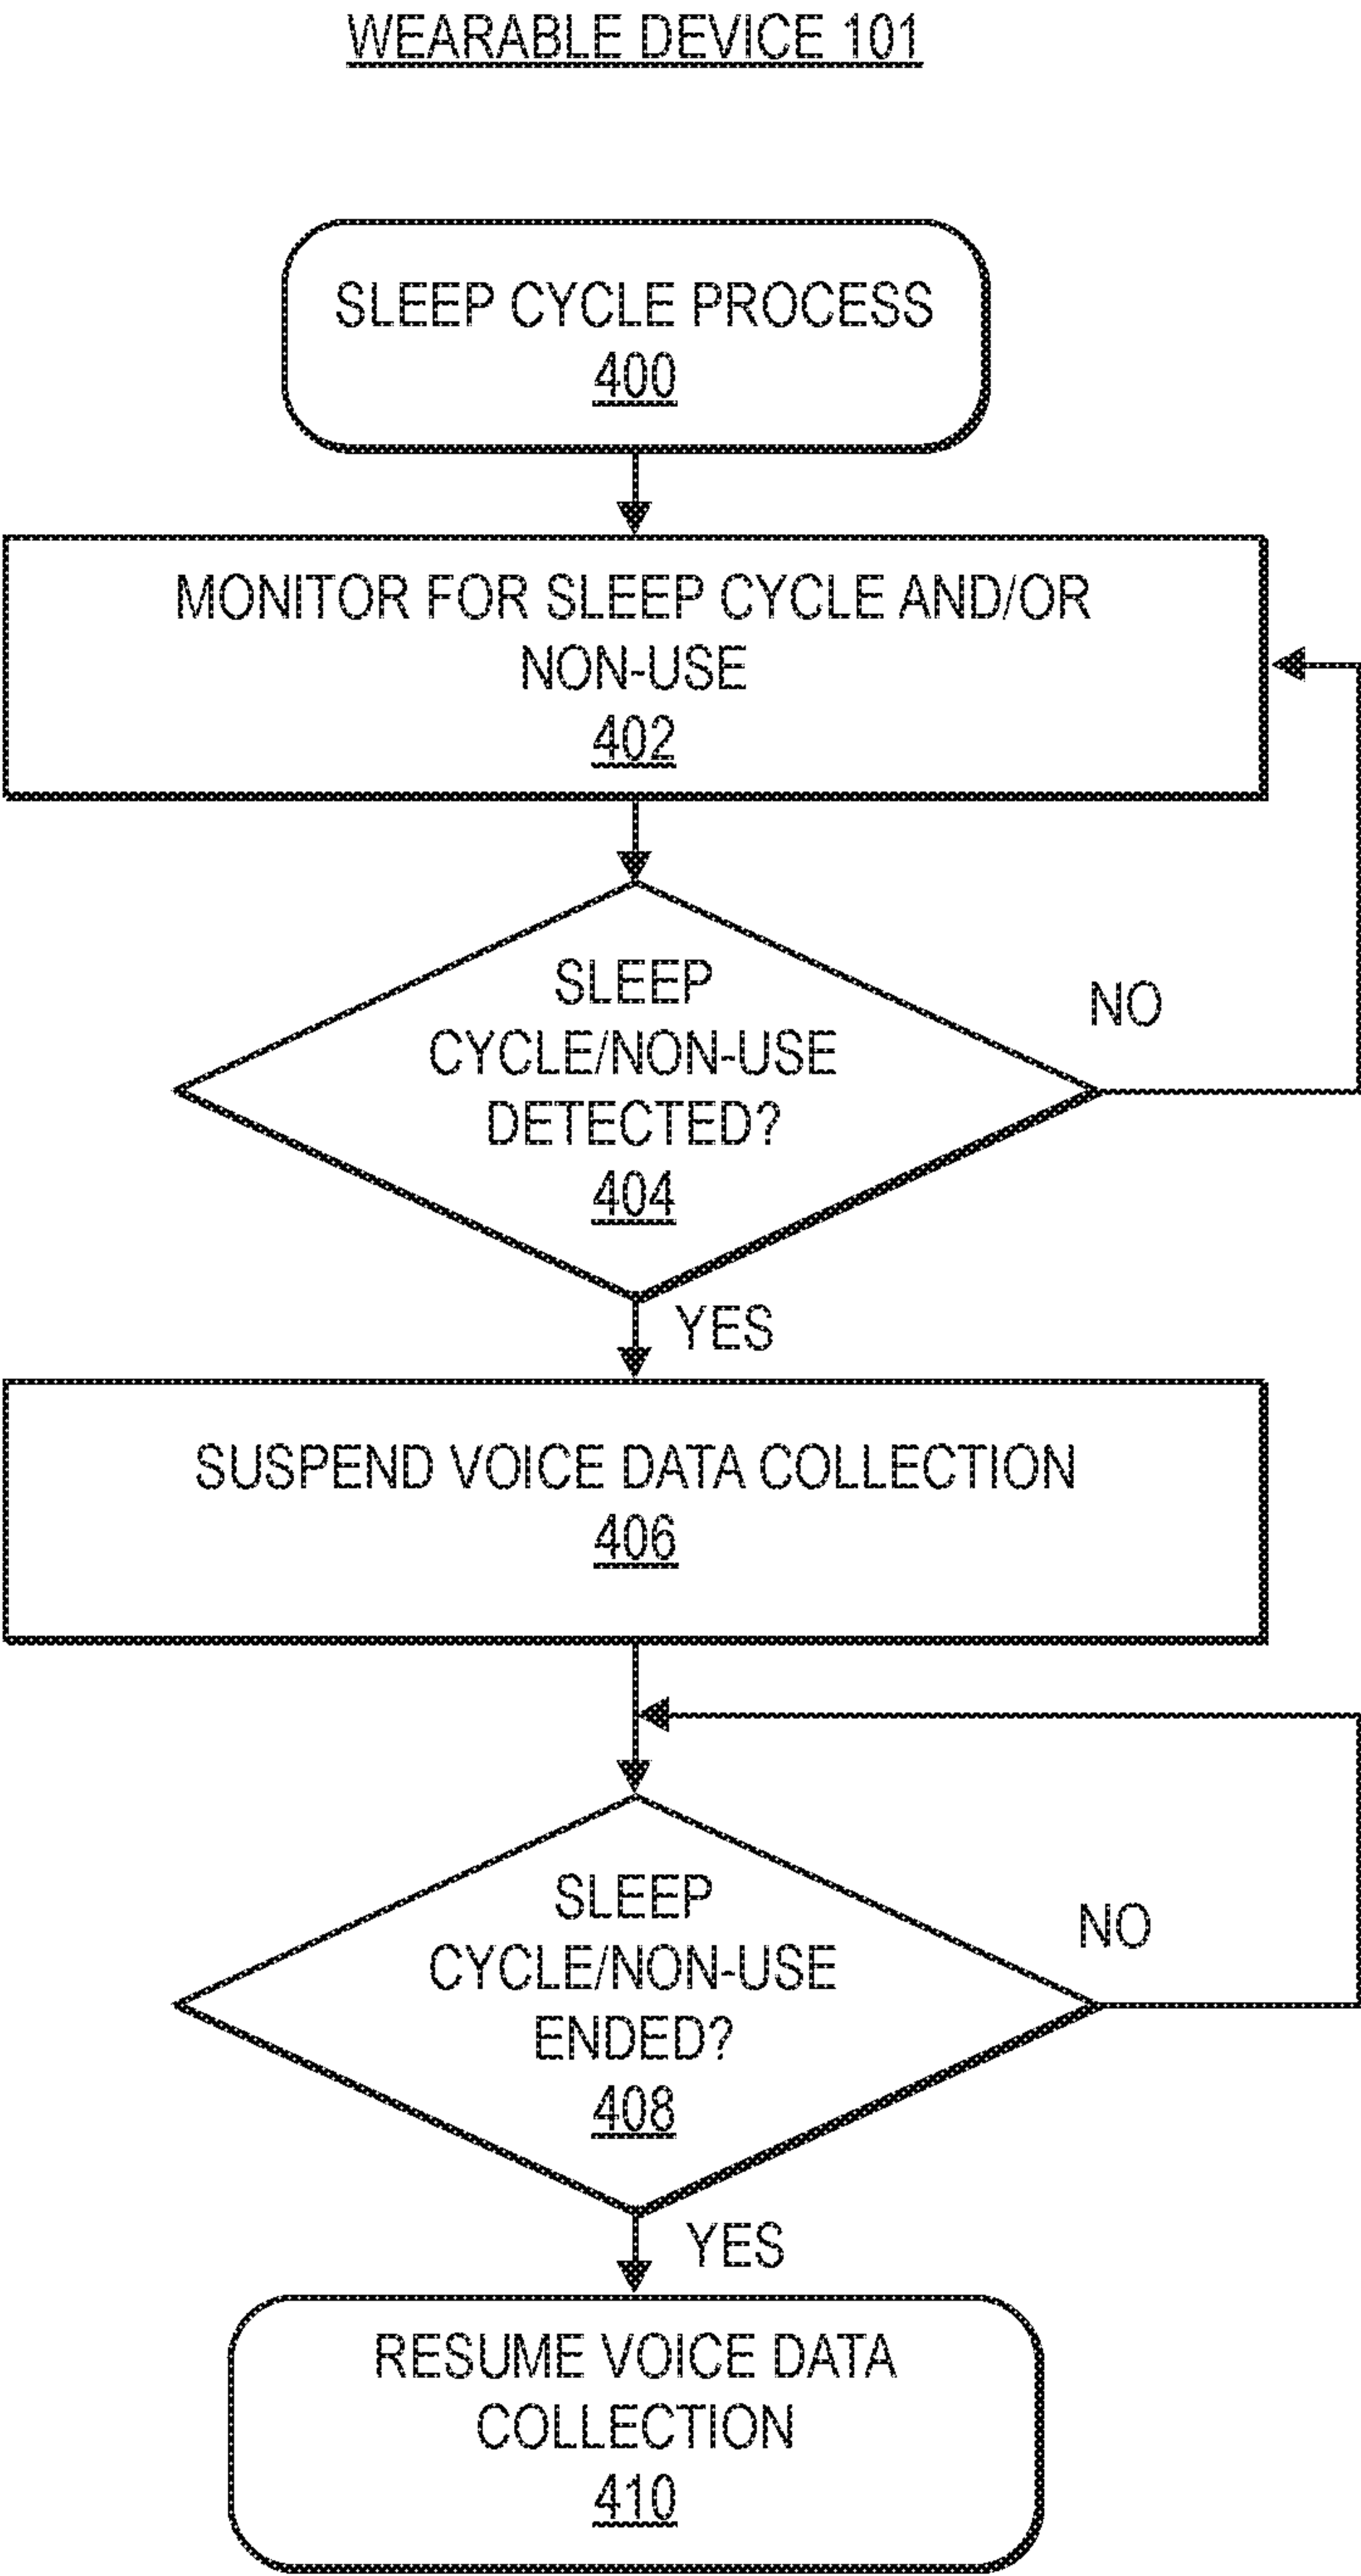 WEARABLE DEVICE 101
SLEEP CYCLE PROCESS
400
MONITOR FOR SLEEP CYCLE AND/OR
NON-USE
402
SLEEP
CYCLE/NON-USE
DETECTED?
404
NO
YES
SUSPEND VOICE DATA COLLECTION
406
SLEEP
CYCLE/NON-USE
ENDED?
408
NO
YES
RESUME VOICE DATA
COLLECTION
410